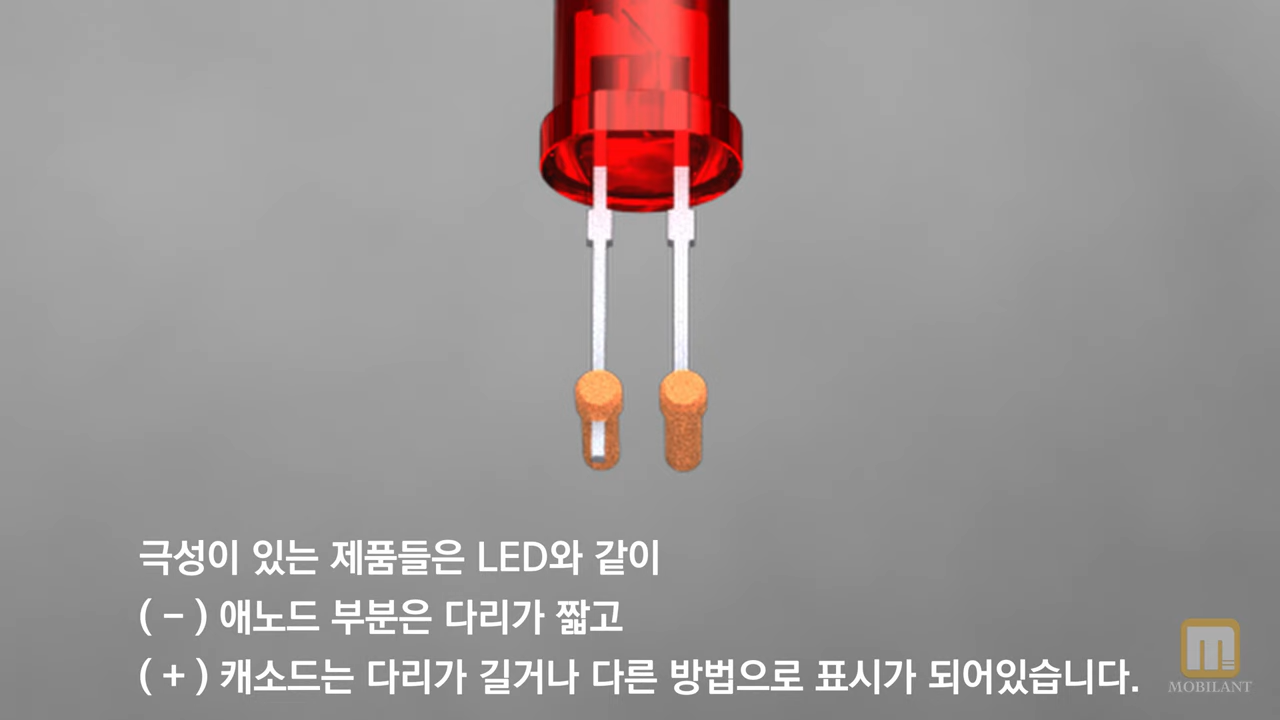 극성이 있는 제품들은 LED와 같이
( - ) 애노드 부분은 다리가 짧고
( + ) 캐소드는 다리가 길거나 다른 방법으로 표시가 되어있습니다.
m
MOBILANT